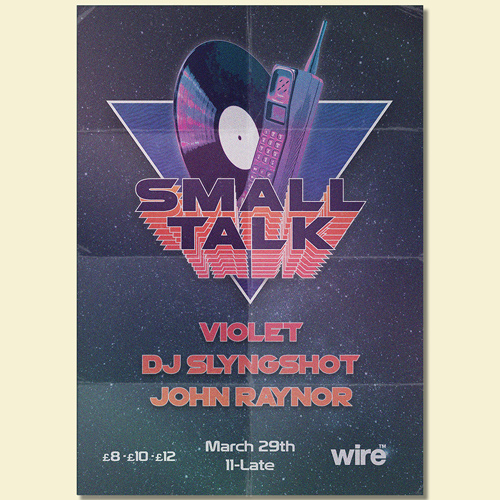 SMALL
TALK
VIOLET
DJ SLYNGSHOT
JOHN RAYNOR
£8 · £10 · £12
March 29th
11-Late
wire™